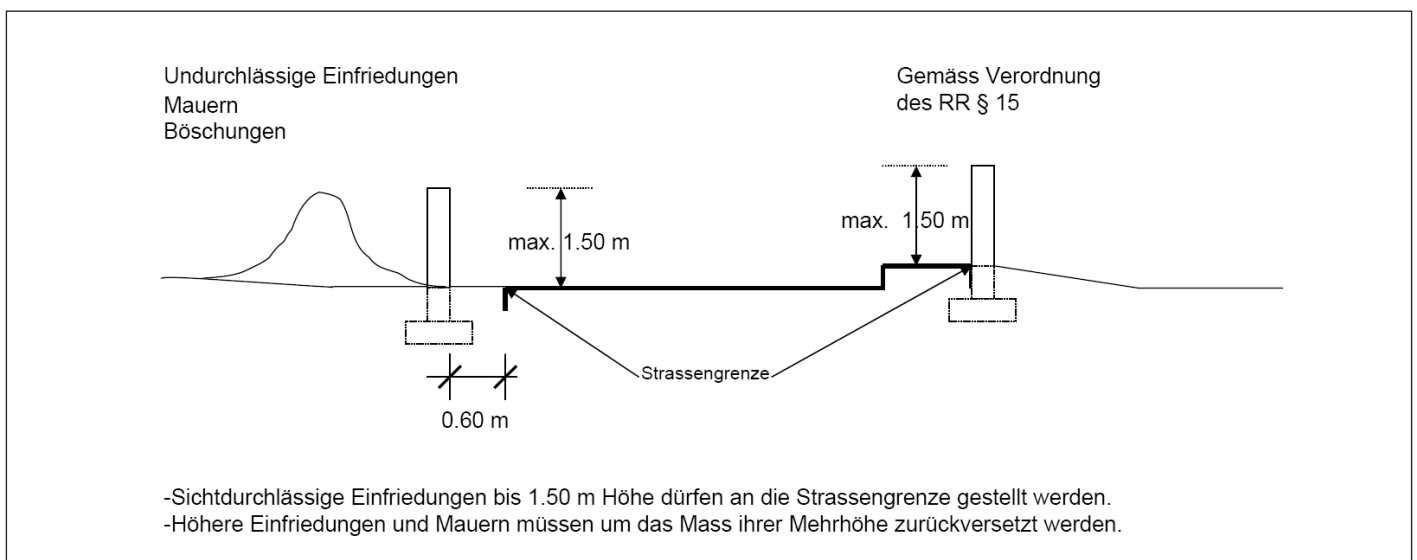 Undurchlässige Einfriedungen
Mauern
Böschungen
Gemäss Verordnung
des RR § 15
max. 1.50 m
max. 1.50 m
Strassengrenze
0.60 m
-Sichtdurchlässige Einfriedungen bis 1.50 m Höhe dürfen an die Strassengrenze gestellt werden.
-Höhere Einfriedungen und Mauern müssen um das Mass ihrer Mehrhöhe zurückversetzt werden.